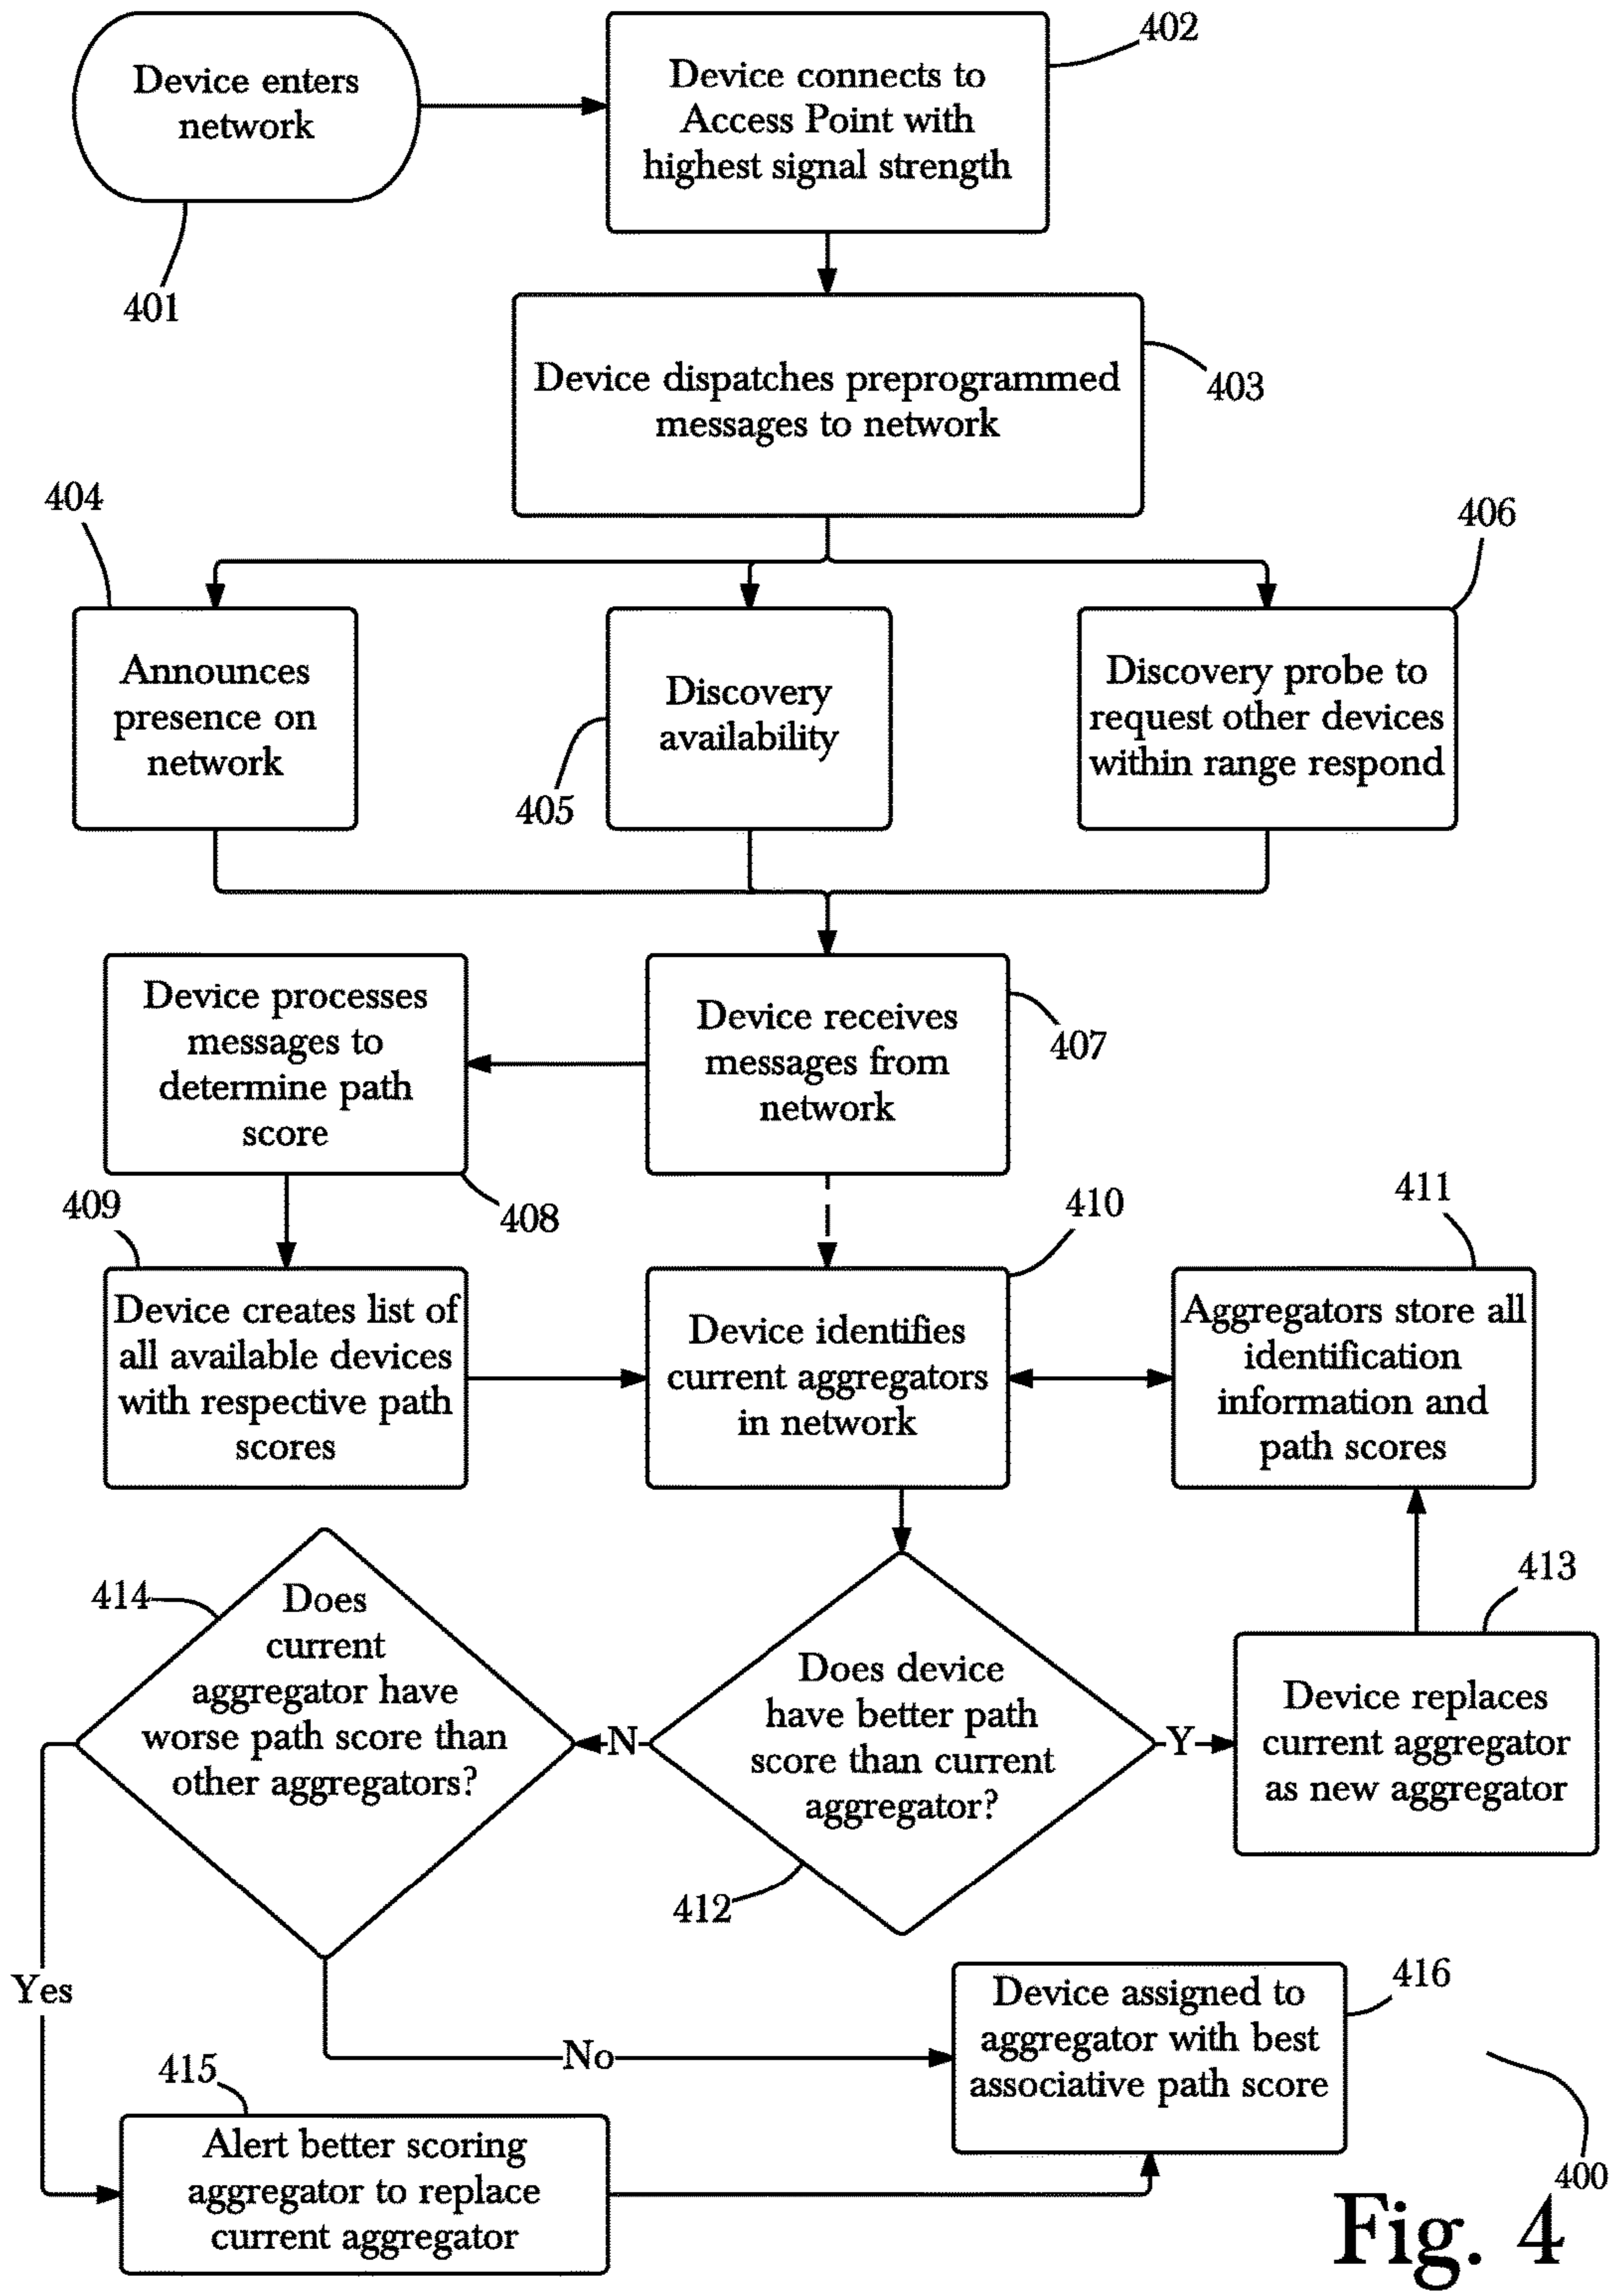 Device enters
network
401
Device connects to
Access Point with
highest signal strength
402
Device dispatches preprogrammed
messages to network
403
404
Announces
presence on
network
Discovery
availability
405
406
Discovery probe to
request other devices
within range respond
Device processes
messages to
determine path
score
408
Device receives
messages from
network
407
409
Device creates list of
all available devices
with respective path
scores
410
Device identifies
current aggregators
in network
411
Aggregators store all
identification
information and
path scores
414
Does
current
aggregator have
worse path score than
other aggregators?
N
Does device
have better path
score than current
aggregator?
412
Y
413
Device replaces
current aggregator
as new aggregator
Yes
No
415
Alert better scoring
aggregator to replace
current aggregator
Device assigned to
aggregator with best
associative path score
416
400
Fig. 4